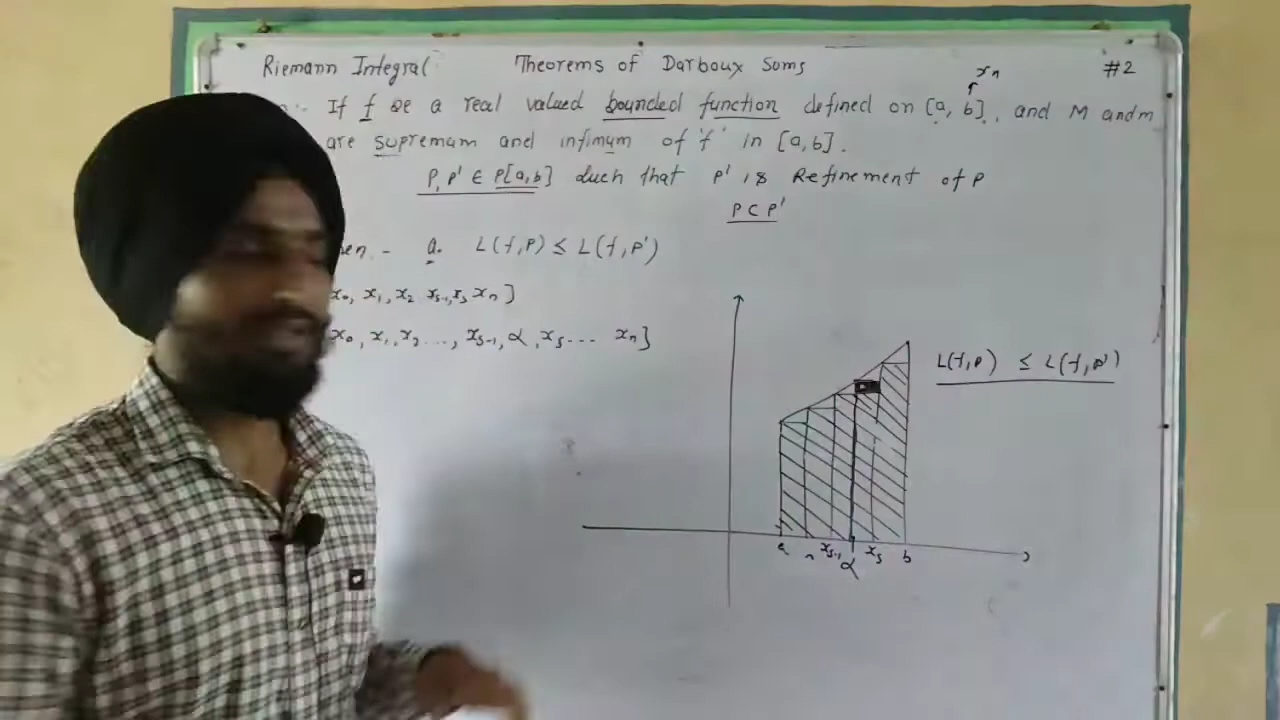 Riemann Integral Theorems of Darboux Soms #2
xn
If f be a real valued bounded function defined on [a, b], and M and m
are supremum and infimum of 'f' in [a,b].
P, P' ∈ P[a,b] such that P' is Refinement of P
P ⊂ P'
a. L(f,P) ≤ L(f,P')
x0, x1, x2 xs-1, xs xn]
x0, x1, x2 ..., xs-1, α, xs --- xn]
L(f,P) ≤ L(f,P')
a xs-1 α xs b